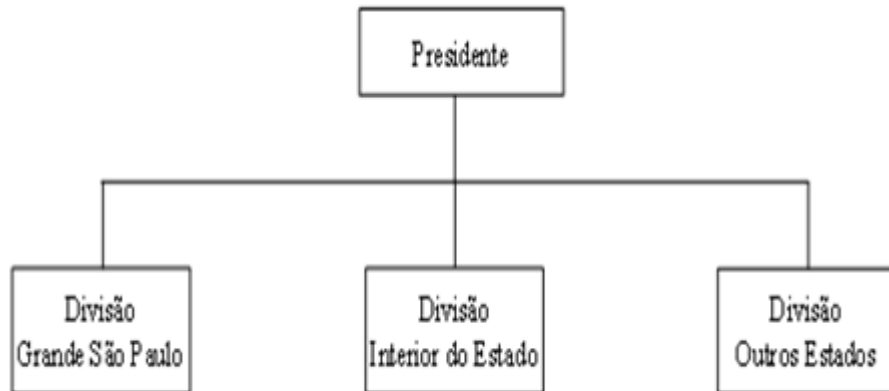 Presidente
Divisão
Grande São Paulo
Divisão
Interior do Estado
Divisão
Outros Estados